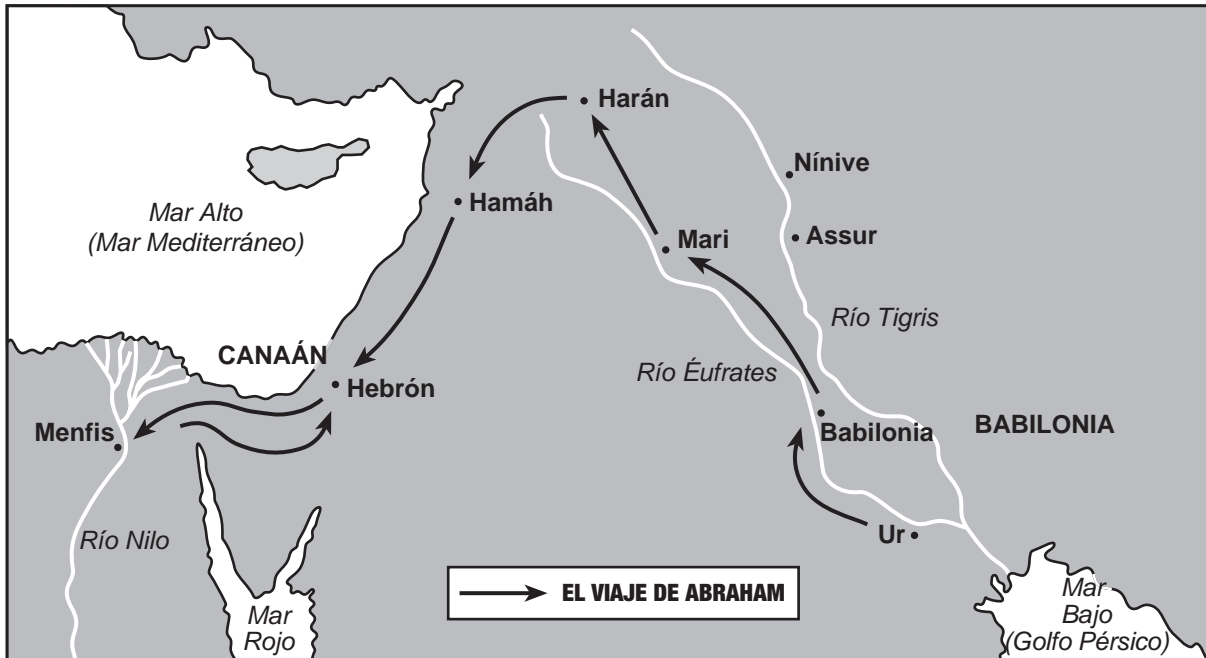 Harán
Nínive
Hamáh
Mar Alto
(Mar Mediterráneo)
Mari
Assur
Río Tigris
CANAÁN
Río Éufrates
Hebrón
Menfis
Babilonia
BABILONIA
Río Nilo
Ur
EL VIAJE DE ABRAHAM
Mar
Rojo
Mar
Bajo
(Golfo Pérsico)